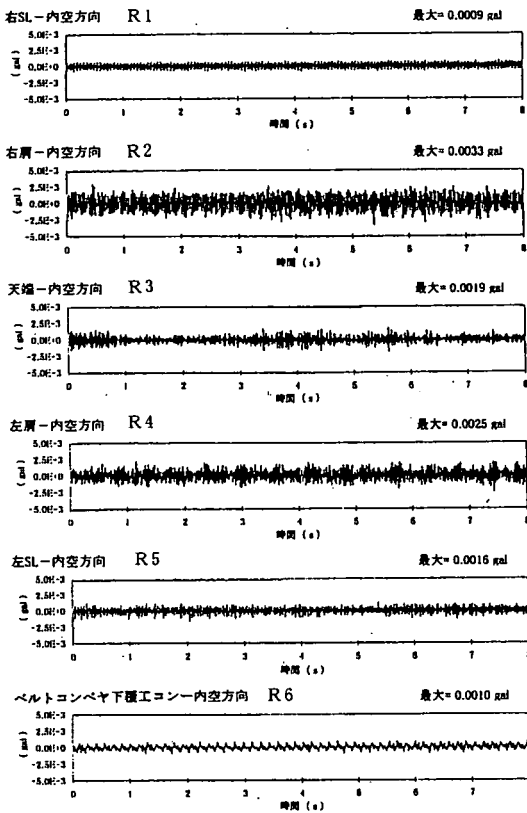 右SL－内空方向 R1 最大= 0.0009 gal
5.0E-3
2.5E-3
0.0E+0
-2.5E-3
-5.0E-3
(gal)
0 1 2 3 4 5 6 7 8
時間 (s)
右肩－内空方向 R2 最大= 0.0033 gal
5.0E-3
2.5E-3
0.0E+0
-2.5E-3
-5.0E-3
(gal)
0 1 2 3 4 5 6 7 8
時間 (s)
天端－内空方向 R3 最大= 0.0019 gal
5.0E-3
2.5E-3
0.0E+0
-2.5E-3
-5.0E-3
(gal)
0 1 2 3 4 5 6 7 8
時間 (s)
左肩－内空方向 R4 最大= 0.0025 gal
5.0E-3
2.5E-3
0.0E+0
-2.5E-3
-5.0E-3
(gal)
0 1 2 3 4 5 6 7 8
時間 (s)
左SL－内空方向 R5 最大= 0.0016 gal
5.0E-3
2.5E-3
0.0E+0
-2.5E-3
-5.0E-3
(gal)
0 1 2 3 4 5 6 7 8
時間 (s)
ベルトコンベヤ下覆工コン－内空方向 R6 最大= 0.0010 gal
5.0E-3
2.5E-3
0.0E+0
-2.5E-3
-5.0E-3
(gal)
0 1 2 3 4 5 6 7 8
時間 (s)